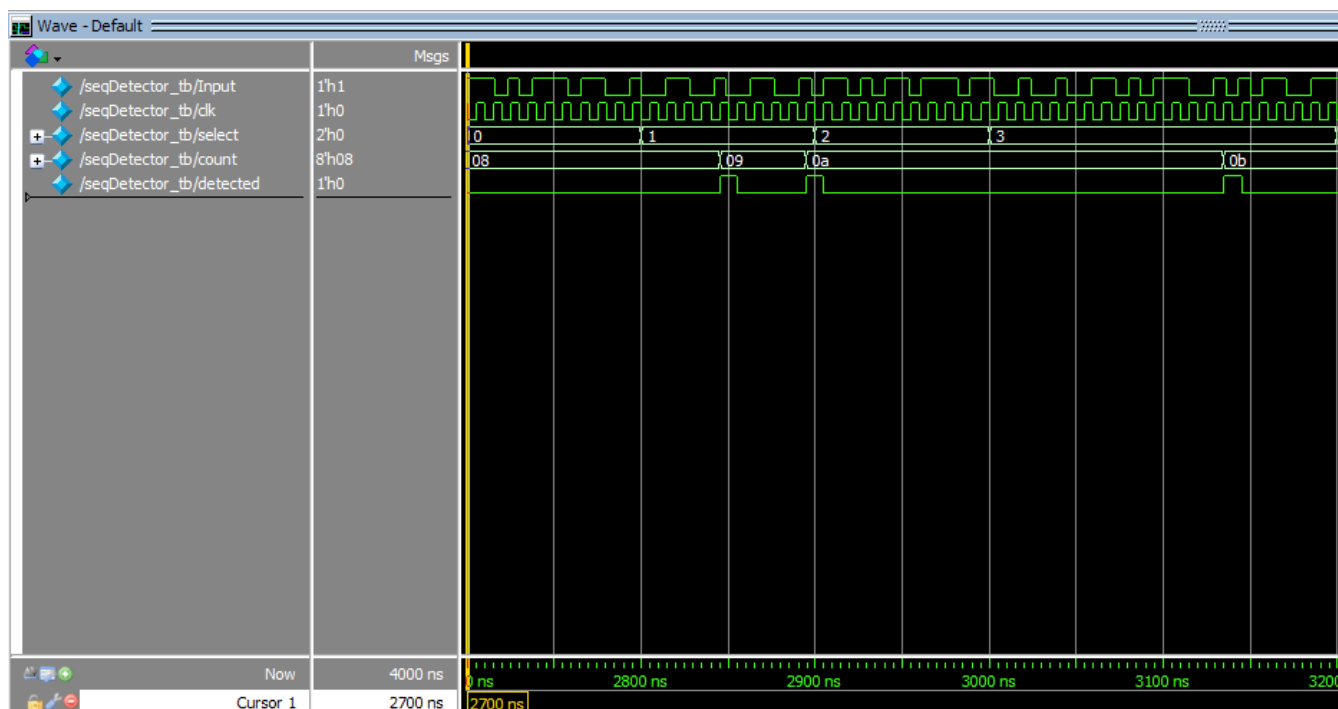 Wave - Default
Msgs
/seqDetector_tb/Input 1'h1
/seqDetector_tb/clk 1'h0
/seqDetector_tb/select 2'h0 0 1 2 3
/seqDetector_tb/count 8'h08 08 09 0a 0b
/seqDetector_tb/detected 1'h0
Now 4000 ns ns 2800 ns 2900 ns 3000 ns 3100 ns 3200
Cursor 1 2700 ns 2700 ns